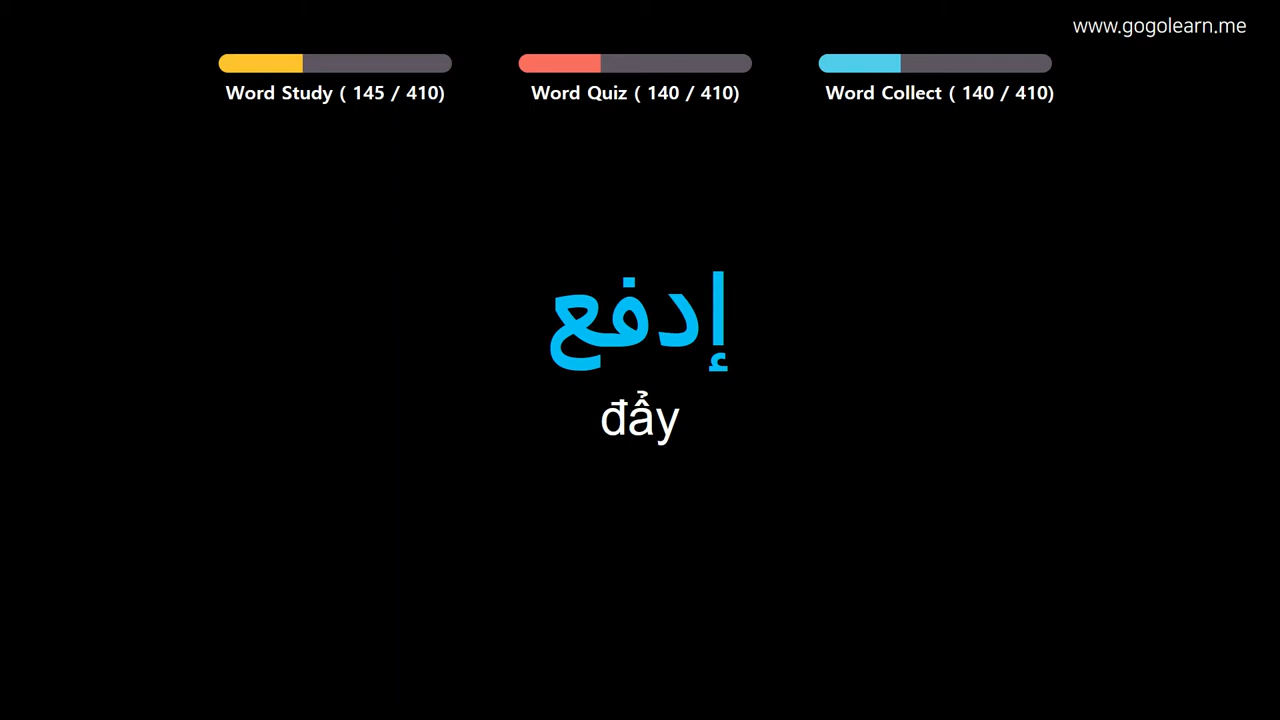 www.gogolearn.me
Word Study ( 145 / 410)
Word Quiz ( 140 / 410)
Word Collect ( 140 / 410)
إدفع
đẩy